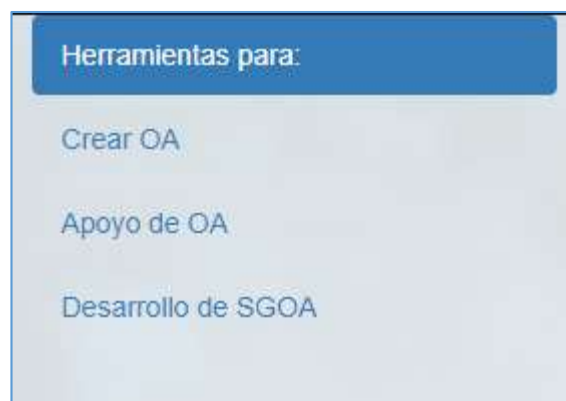 Herramientas para:
Crear OA
Apoyo de OA
Desarrollo de SGOA